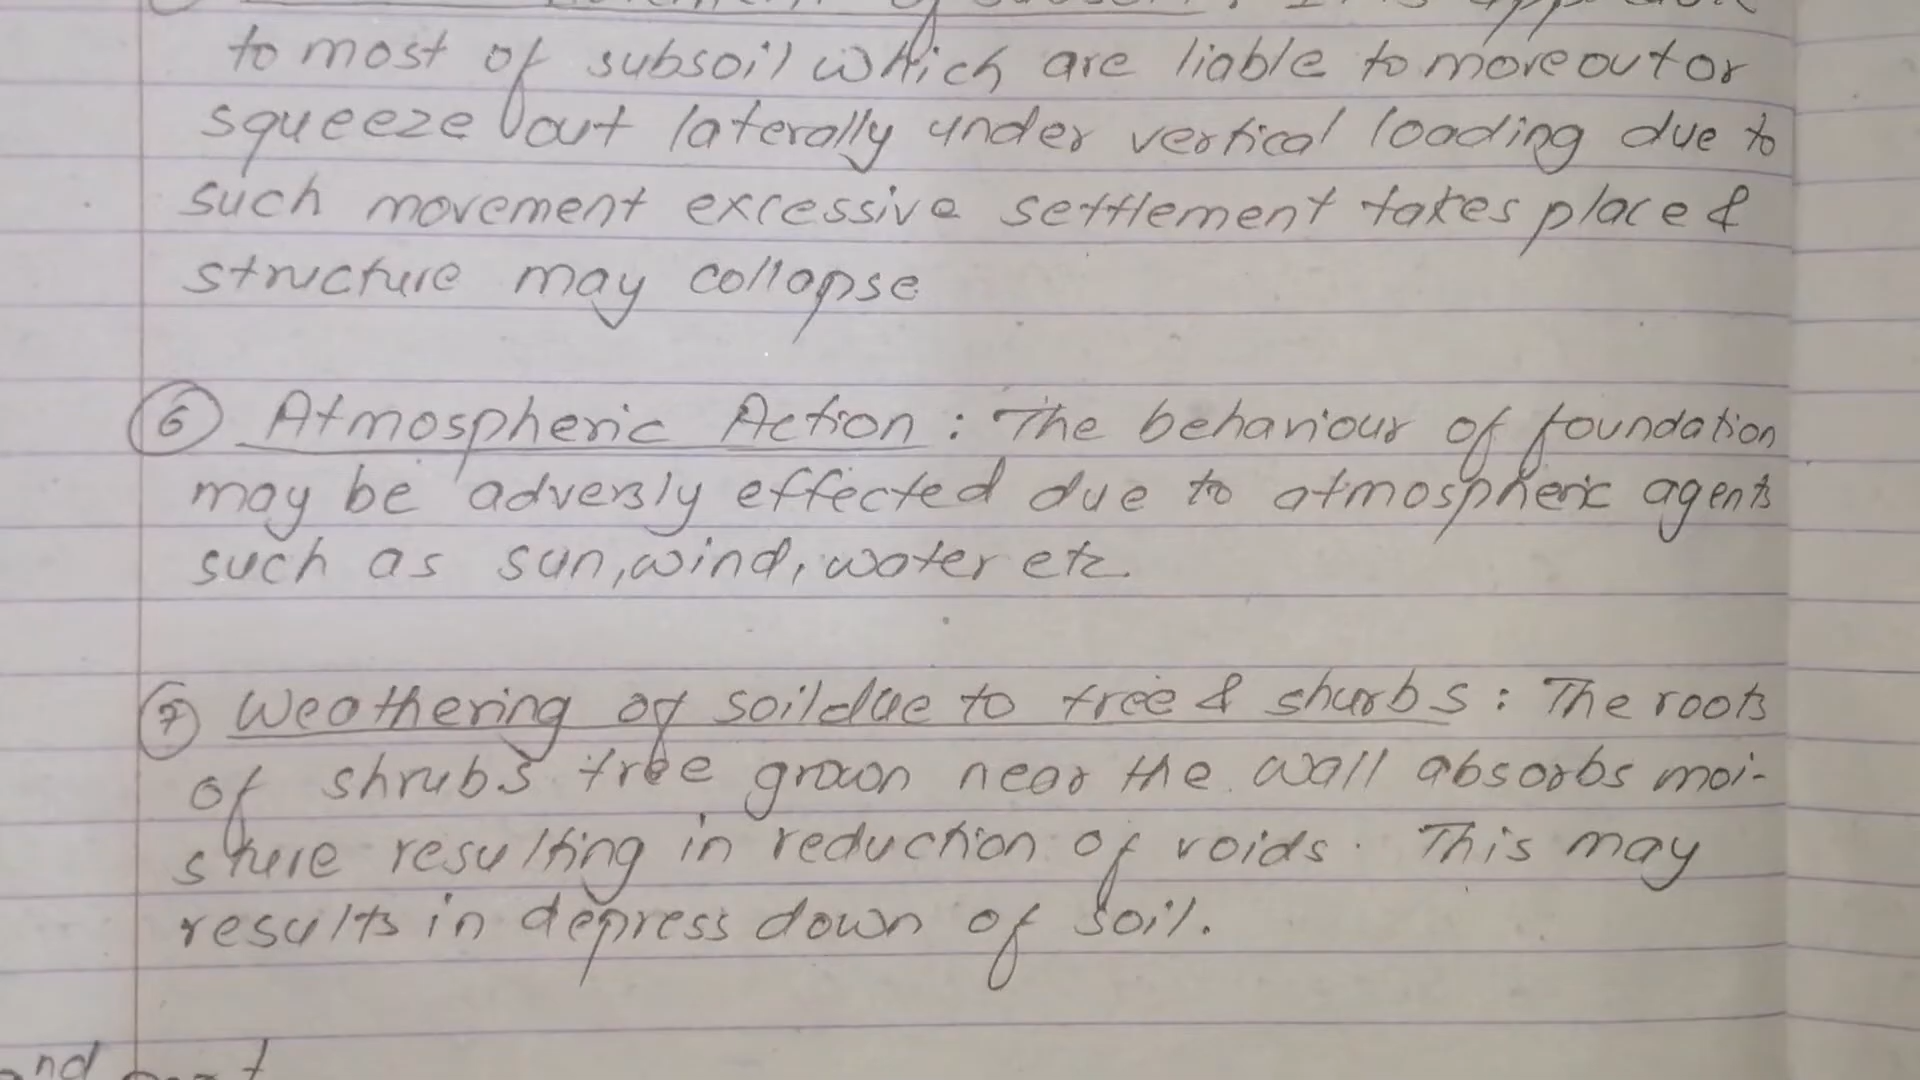 to most of subsoil which are liable to move out or
squeeze out laterally under vertical loading due to
such movement excessive settlement takes place &
structure may collapse
6 Atmospheric Action : The behaviour of foundation
may be adversly effected due to atmospheric agents
such as sun, wind, water etc.
7 Weathering of soil due to tree & shurbs : The roots
of shrubs tree grown near the wall absorbs moi-
sture resulting in reduction of voids. This may
results in depress down of soil.